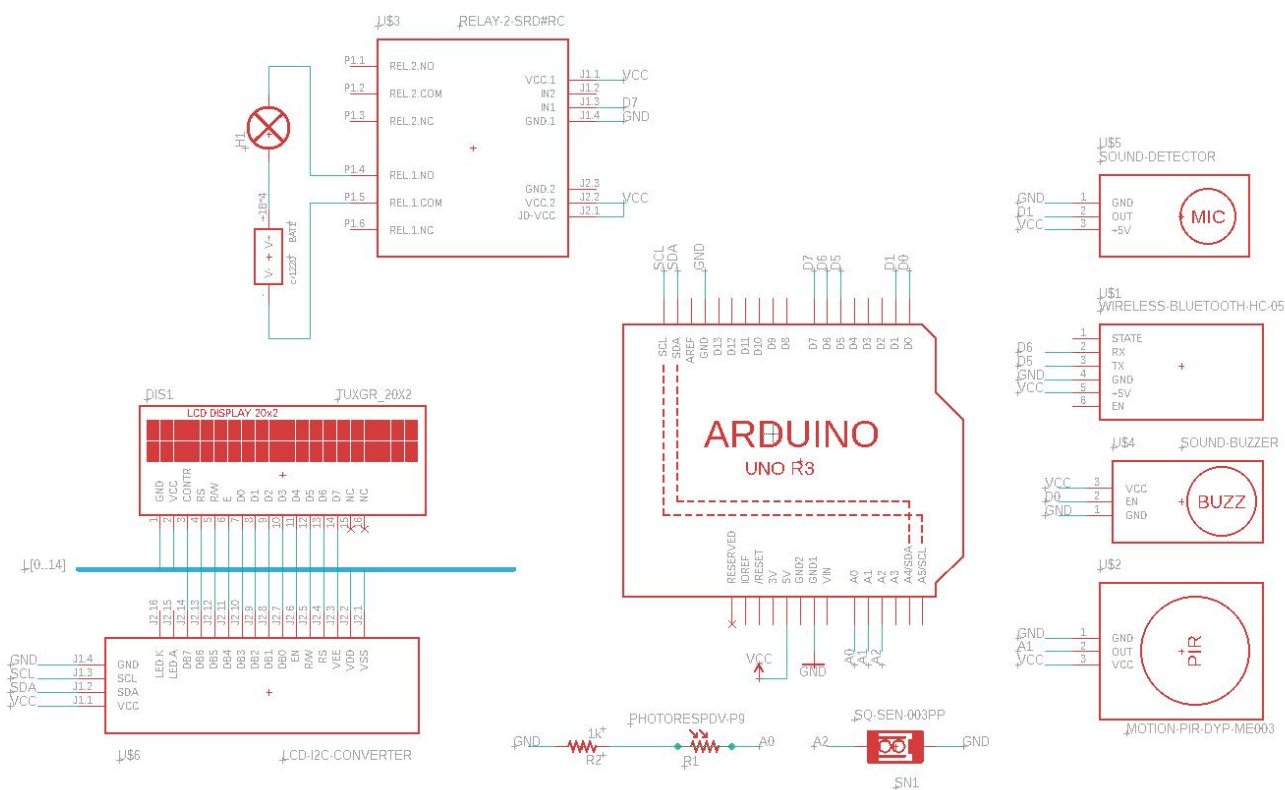 U$3 RELAY-2-SRD#RC
P1.1 REL.2.NO
P1.2 REL.2.COM
P1.3 REL.2.NC
P1.4 REL.1.NO
P1.5 REL.1.COM
P1.6 REL.1.NC
VCC.1 J1.1 VCC
IN2 J1.2
IN1 J1.3 D7
GND.1 J1.4 GND
GND.2 J2.3
VCC.2 J2.2 VCC
JD-VCC J2.1
H1
V- V+
BAT1
U$5
SOUND-DETECTOR
GND 1 GND
D1 2 OUT
VCC 3 +5V
MIC
U$1
WIRELESS-BLUETOOTH-HC-05
1 STATE
D6 2 RX
D5 3 TX
GND 4 GND
VCC 5 +5V
6 EN
U$4 SOUND-BUZZER
VCC 3 VCC
D0 2 EN
GND 1 GND
BUZZ
U$2
GND 1 GND
A1 2 OUT
VCC 3 VCC
PIR
MOTION-PIR-DYP-ME003
SCL SDA GND D7 D6 D5 D1 D0
SCL SDA AREF GND D13 D12 D11 D10 D9 D8 D7 D6 D5 D4 D3 D2 D1 D0
ARDUINO
UNO R3
RESERVED IOREF /RESET 3V 5V GND2 GND1 VIN A0 A1 A2 A3 A4/SDA A5/SCL
VCC GND A0 A1 A2
DIS1 TUXGR_20X2
LCD DISPLAY 20x2
GND VCC CONTR RS R/W E D0 D1 D2 D3 D4 D5 D6 D7 NC NC
1 2 3 4 5 6 7 8 9 10 11 12 13 14 15 16
L[0..14]
J2.16 J2.15 J2.14 J2.13 J2.12 J2.11 J2.10 J2.9 J2.8 J2.7 J2.6 J2.5 J2.4 J2.3 J2.2 J2.1
LED.K LED.A DB7 DB6 DB5 DB4 DB3 DB2 DB1 DB0 EN R/W RS VEE VDD VSS
GND J1.4 GND
SCL J1.3 SCL
SDA J1.2 SDA
VCC J1.1 VCC
U$6 LCD-I2C-CONVERTER
GND 1k R2
PHOTORESPDV-P9
R1 A0
SQ-SEN-003PP
A2 GND
SN1